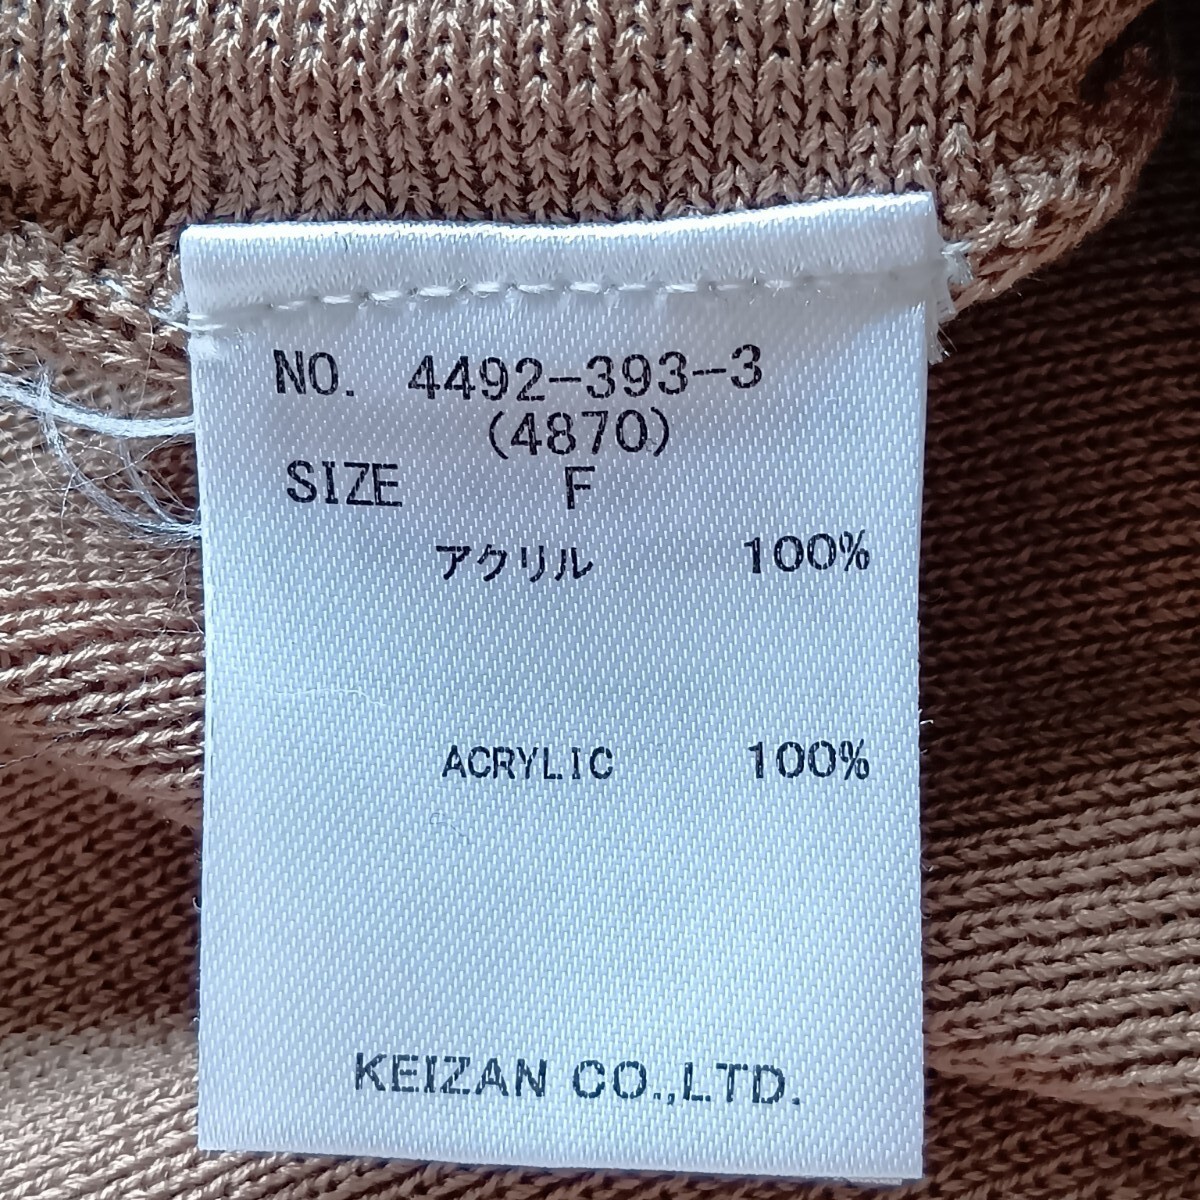 NO. 4492-393-3
(4870)
SIZE F
アクリル 100%
ACRYLIC 100%
KEIZAN CO.,LTD.